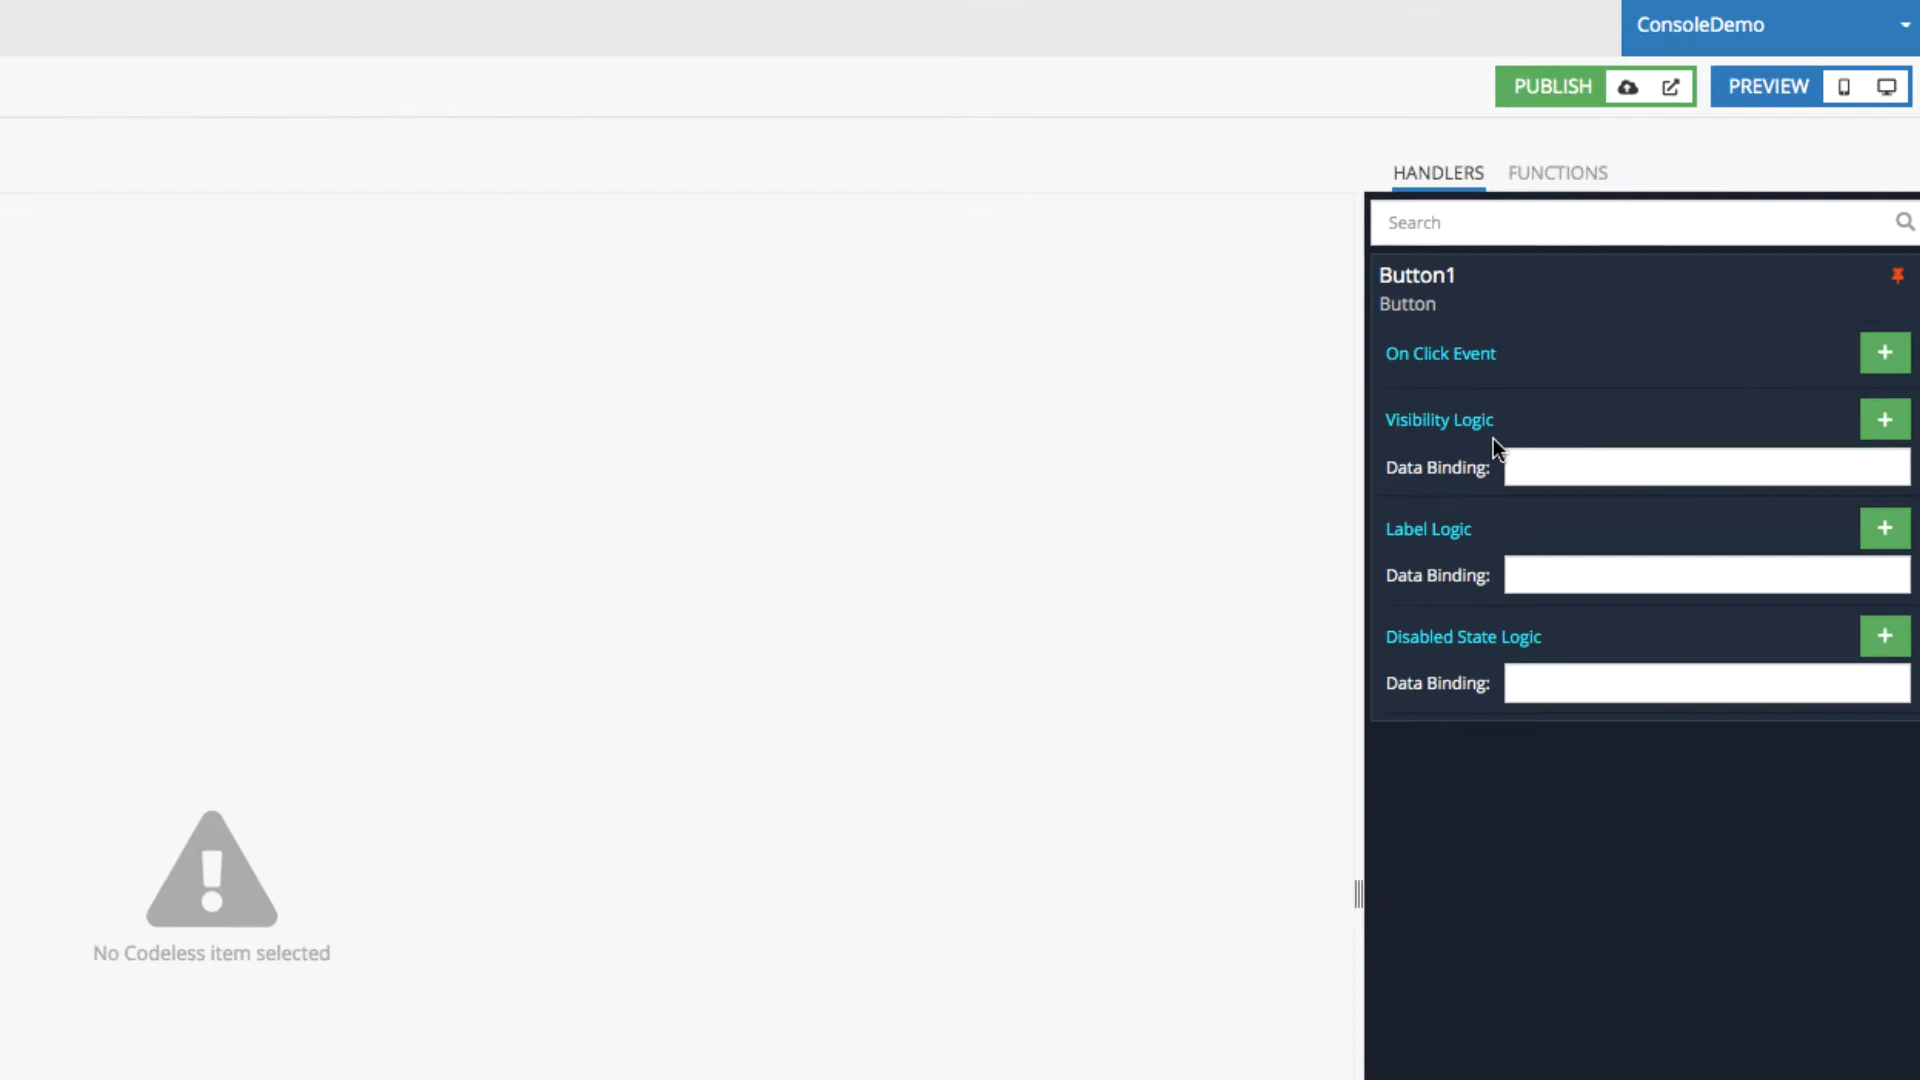 ConsoleDemo
PUBLISH
PREVIEW
HANDLERS FUNCTIONS
Search
Button1
Button
On Click Event
Visibility Logic
Data Binding:
Label Logic
Data Binding:
Disabled State Logic
Data Binding:
No Codeless item selected